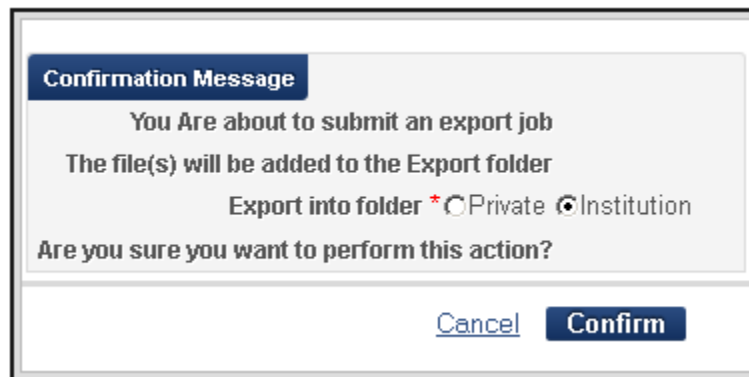 Confirmation Message
You Are about to submit an export job
The file(s) will be added to the Export folder
Export into folder * Private Institution
Are you sure you want to perform this action?
Cancel Confirm